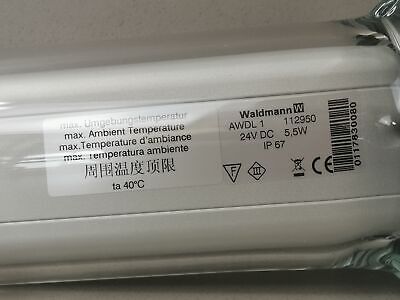 max. Umgebungstemperatur
max. Ambient Temperature
max.Temperature d'ambiance
max. Temperatura ambiente
周围温度顶限
ta 40°C
Waldmann W
AWDL 1 112950
24V DC 5,5W
IP 67
F III CE
0117830080